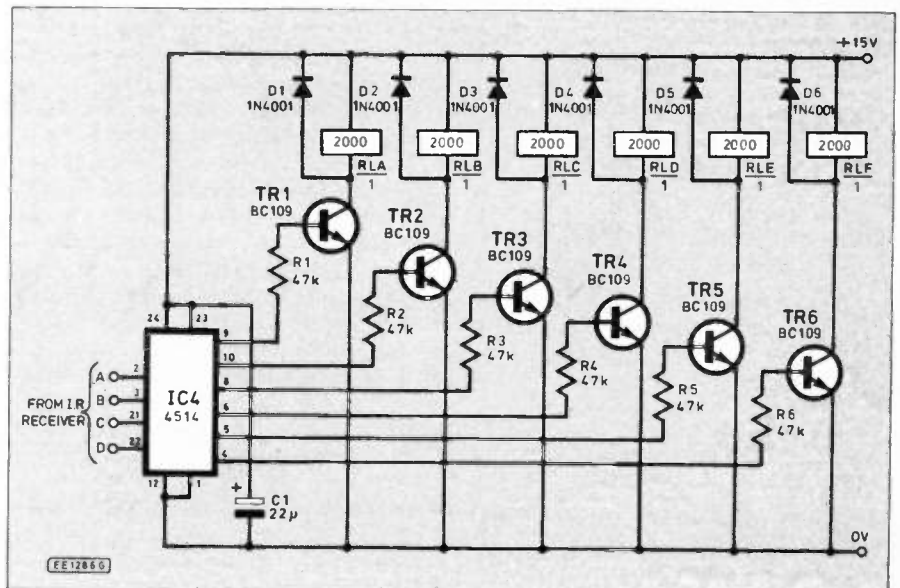 +15V
D1
1N4001
D2
1N4001
D3
1N4001
D4
1N4001
D5
1N4001
D6
1N4001
2000
2000
2000
2000
2000
2000
RLA
1
RLB
1
RLC
1
RLD
1
RLE
1
RLF
1
TR1
BC109
TR2
BC109
TR3
BC109
TR4
BC109
TR5
BC109
TR6
BC109
R1
47k
R2
47k
R3
47k
R4
47k
R5
47k
R6
47k
24
23
9
10
8
6
5
4
FROM I.R.
RECEIVER
A
2
B
3
C
21
D
22
IC4
4514
12
1
+
C1
22µ
0V
EE1286G